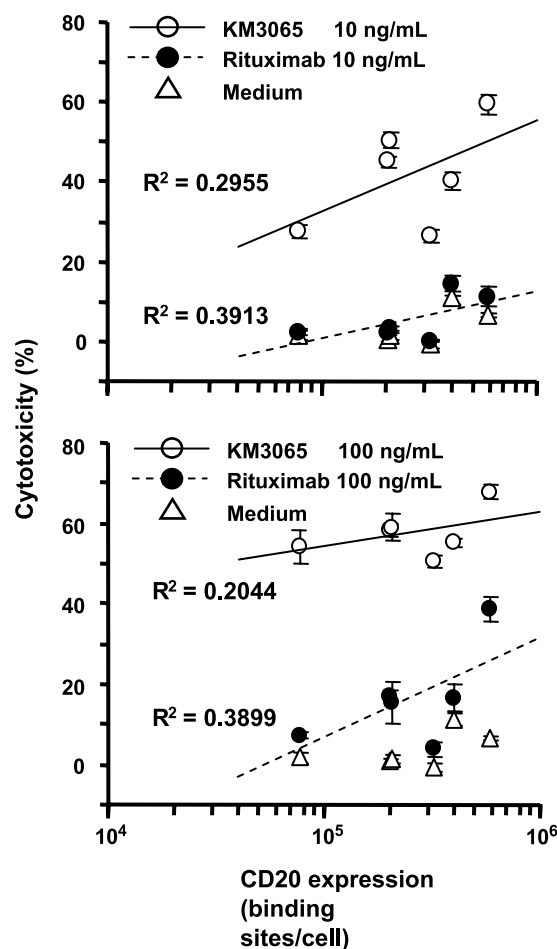 80
KM3065 10 ng/mL
Rituximab 10 ng/mL
60
Medium
40
R² = 0.2955
20
R² = 0.3913
0
Cytotoxicity (%)
80
KM3065 100 ng/mL
Rituximab 100 ng/mL
Medium
60
R² = 0.2044
40
20
R² = 0.3899
0
10⁴ 10⁵ 10⁶
CD20 expression
(binding
sites/cell)